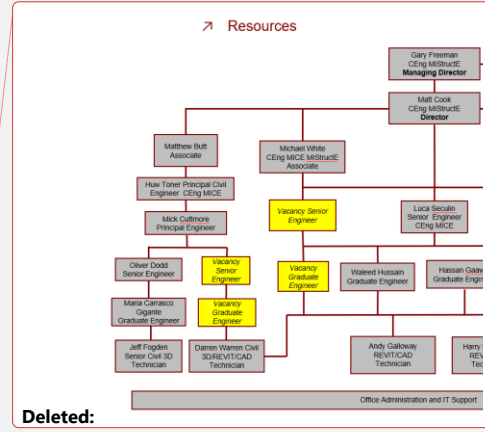 Resources
Gary Freeman
CEng MIStructE
Managing Director
Matt Cook
CEng MIStructE
Director
Matthew Butt
Associate
Michael White
CEng MICE MIStructE
Associate
Huw Toner Principal Civil
Engineer CEng MICE
Mick Cuttmore
Principal Engineer
Vacancy Senior
Engineer
Luca Seculin
Senior Engineer
CEng MICE
Oliver Dodd
Senior Engineer
Vacancy
Senior
Engineer
Vacancy
Graduate
Engineer
Waleed Hussain
Graduate Engineer
Hassan
Graduate
Maria Carrasco
Gigante
Graduate Engineer
Vacancy
Graduate
Engineer
Jeff Fogden
Senior Civil 3D
Technician
Darren Warren Civil
3D/REVIT/CAD
Technician
Andy Galloway
REVIT/CAD
Technician
Harry
Office Administration and IT Support
Deleted: